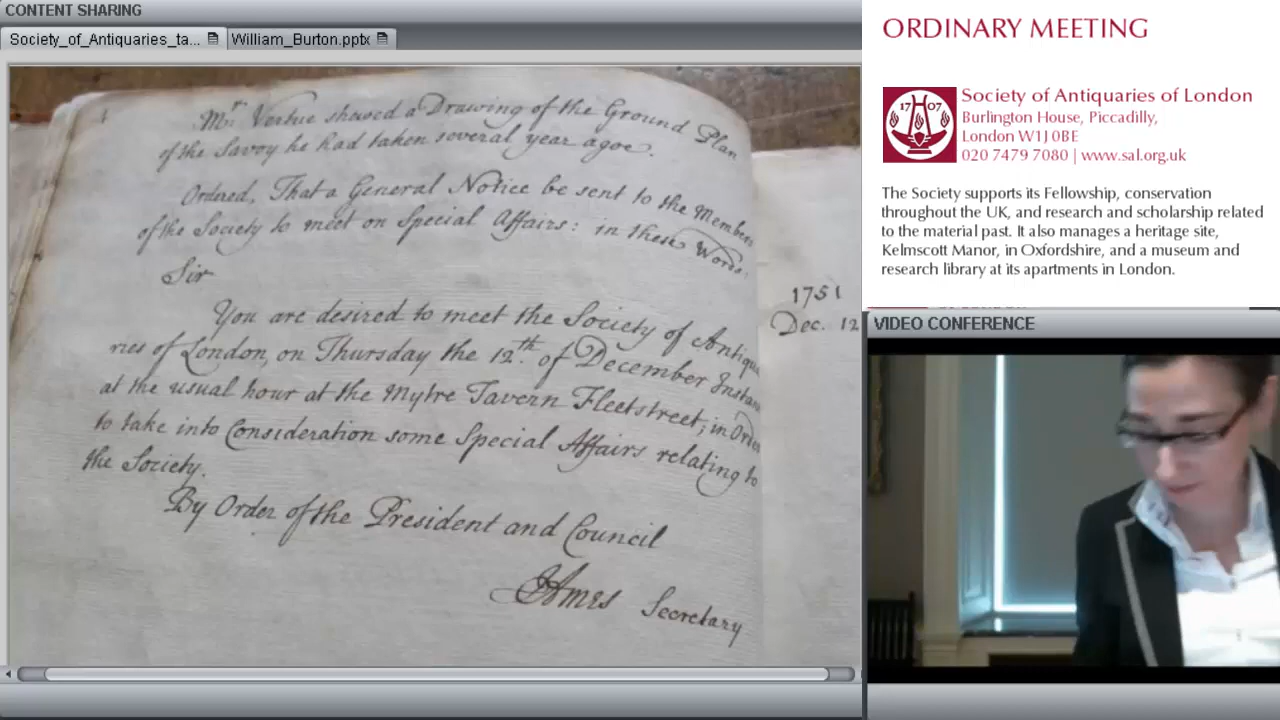 CONTENT SHARING
Society_of_Antiquaries_ta...
William_Burton.pptx
Mr. Vertue shewed a Drawing of the Ground Plan
of the Savoy he had taken several year agoe.
Ordered, That a General Notice be sent to the Members
of the Society to meet on Special Affairs: in these Words.
Sir
You are desired to meet the Society of Antiqua
ries of London, on Thursday the 12th. of December Instan
at the usual hour at the Mytre Tavern Fleetstreet; in Order
to take into Consideration some Special Affairs relating to
the Society.
By Order of the President and Council
JAmes Secretary
1751
Dec. 12
ORDINARY MEETING
1707
Society of Antiquaries of London
Burlington House, Piccadilly,
London W1J 0BE
020 7479 7080 | www.sal.org.uk
The Society supports its Fellowship, conservation
throughout the UK, and research and scholarship related
to the material past. It also manages a heritage site,
Kelmscott Manor, in Oxfordshire, and a museum and
research library at its apartments in London.
VIDEO CONFERENCE